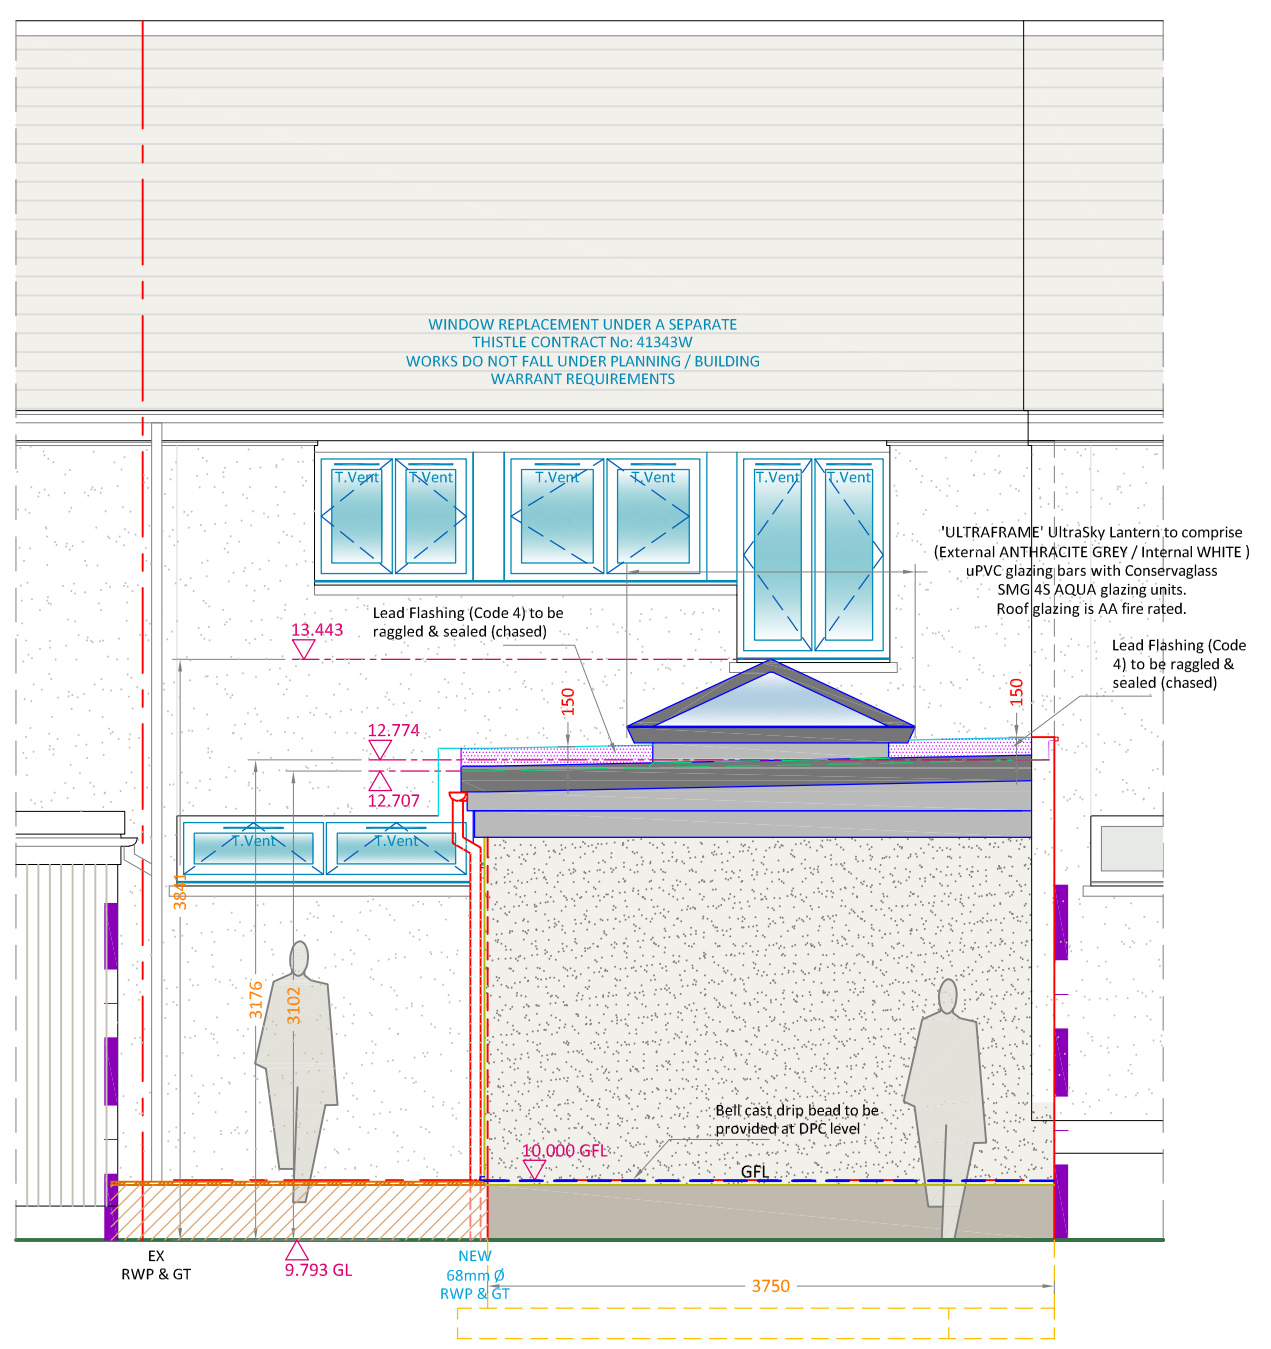 WINDOW REPLACEMENT UNDER A SEPARATE
THISTLE CONTRACT No: 41343W
WORKS DO NOT FALL UNDER PLANNING / BUILDING
WARRANT REQUIREMENTS
T.Vent
T.Vent
T.Vent
T.Vent
T.Vent
T.Vent
'ULTRAFRAME' UltraSky Lantern to comprise
(External ANTHRACITE GREY / Internal WHITE )
uPVC glazing bars with Conservaglass
SMG 4S AQUA glazing units.
Roof glazing is AA fire rated.
Lead Flashing (Code 4) to be
raggled & sealed (chased)
13.443
Lead Flashing (Code
4) to be raggled &
sealed (chased)
150
150
12.774
12.707
T.Vent
T.Vent
3841
3176
3102
Bell cast drip bead to be
provided at DPC level
10.000 GFL
GFL
EX
RWP & GT
9.793 GL
NEW
68mm Ø
RWP & GT
3750